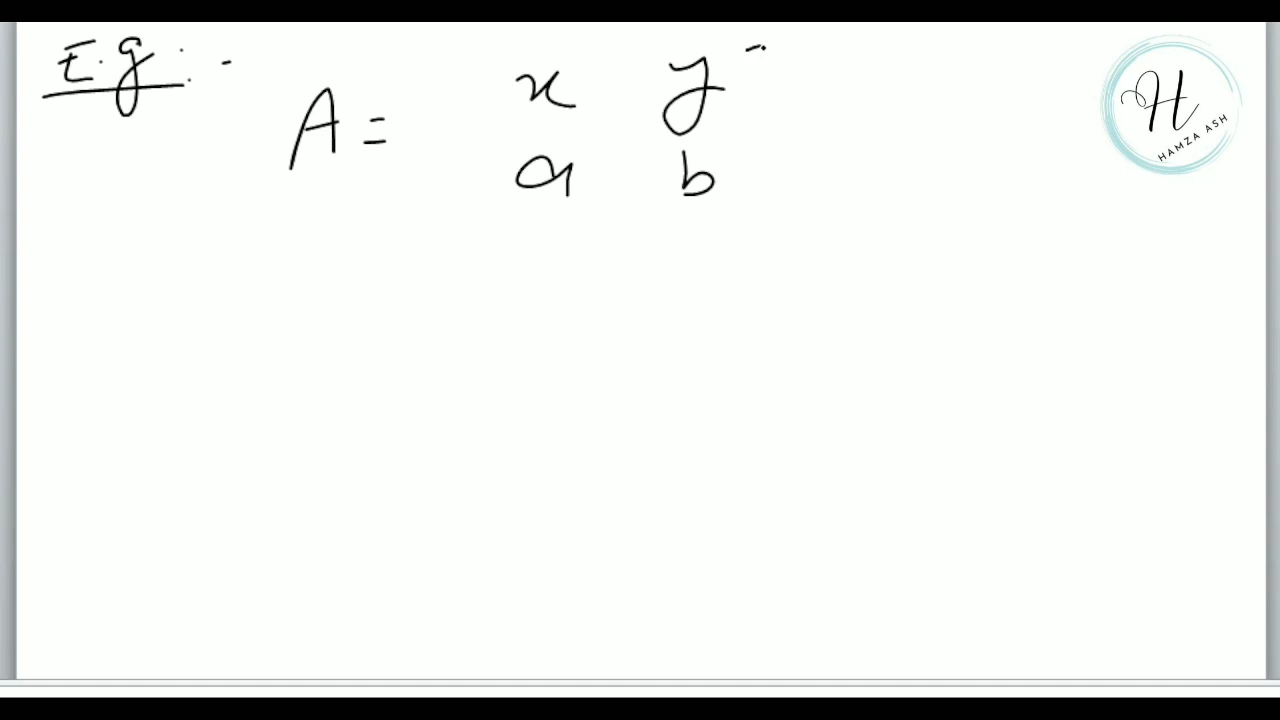 E.g. :-
A = x y
a b
H
HAMZA ASH